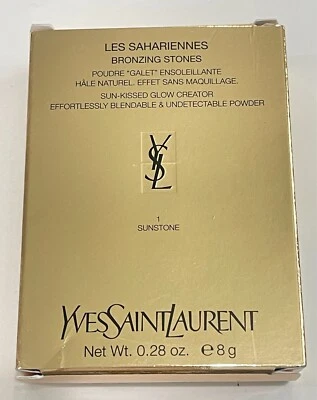 LES SAHARIENNES
BRONZING STONES
POUDRE "GALET" ENSOLEILLANTE
HÂLE NATUREL. EFFET SANS MAQUILLAGE.
SUN-KISSED GLOW CREATOR
EFFORTLESSLY BLENDABLE & UNDETECTABLE POWDER
YSL
1
SUNSTONE
YVESSAINTLAURENT
Net Wt. 0.28 oz. ℮8 g